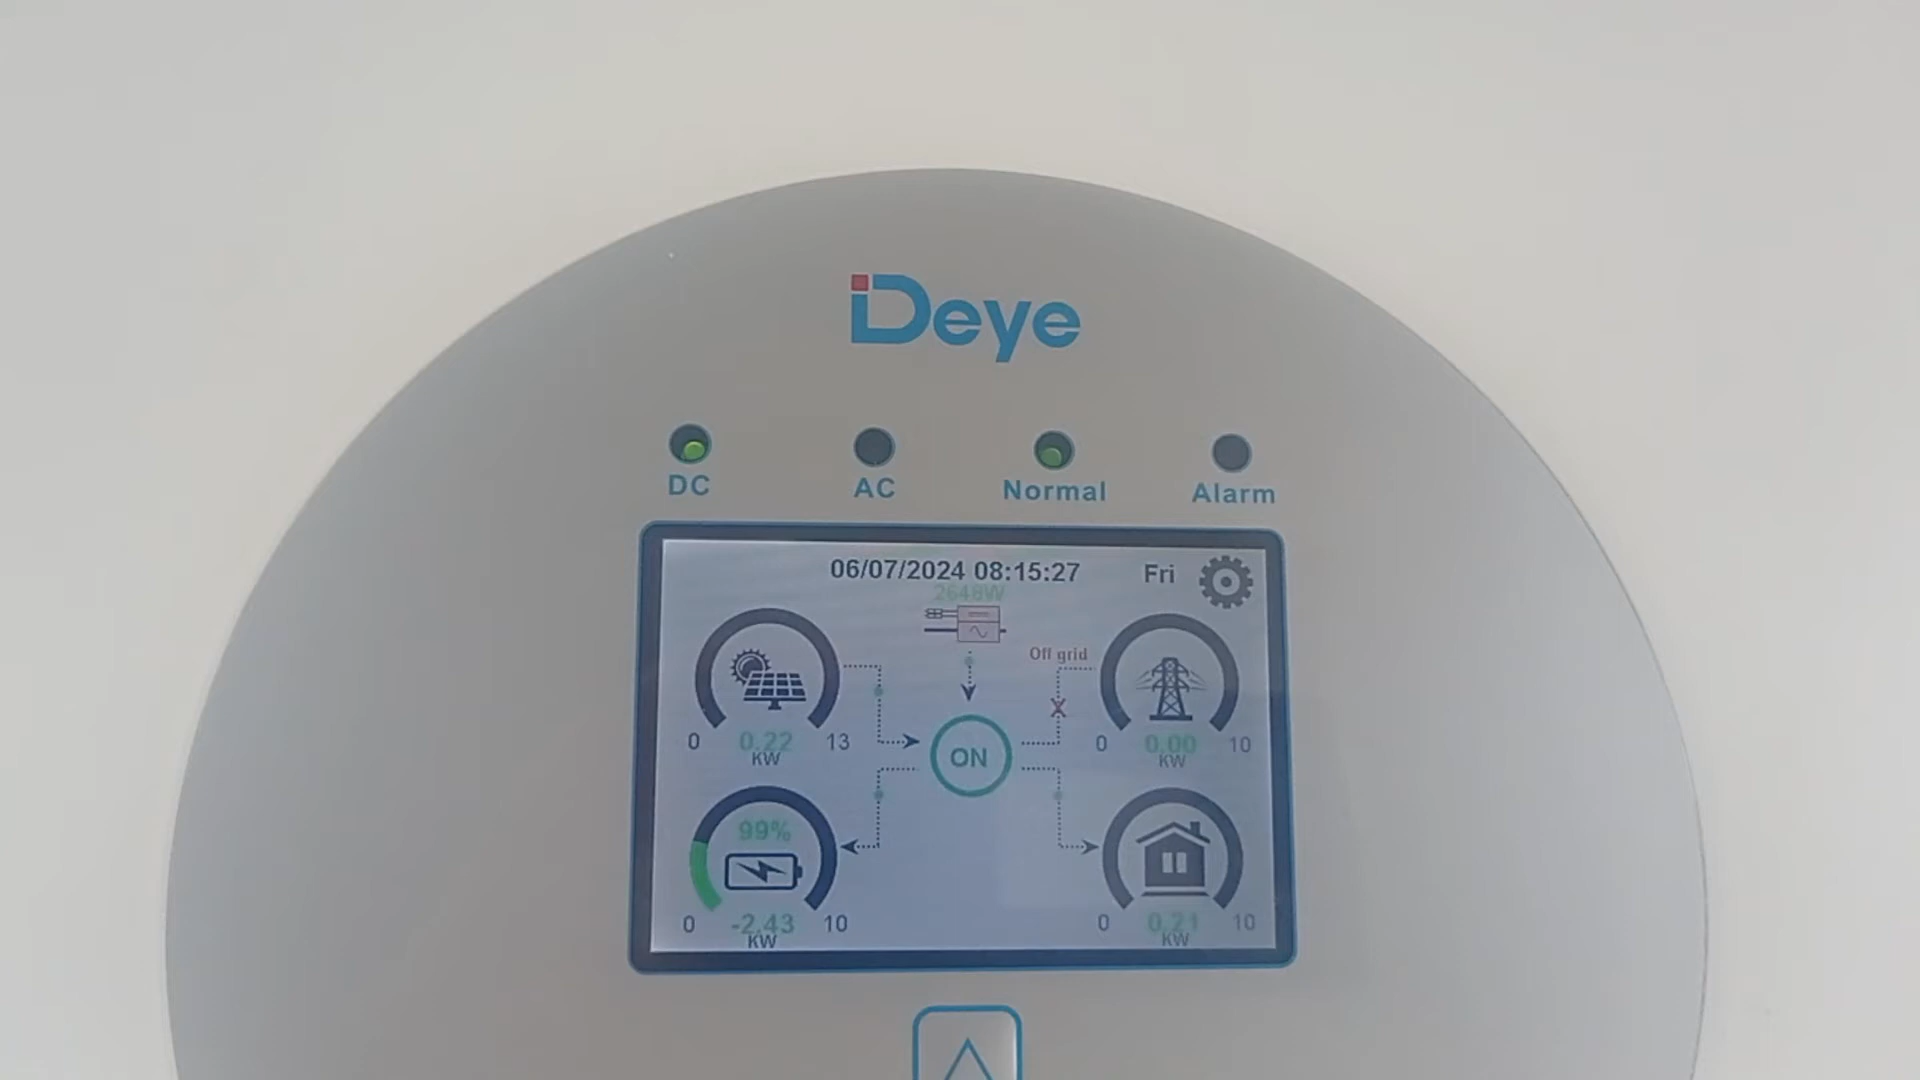 Deye
DC AC Normal Alarm
06/07/2024 08:15:27 Fri
2648W
Off grid
0 0.22 13
KW
0 0.00 10
KW
ON
99%
0 -2.43 10
KW
0 0.21 10
KW